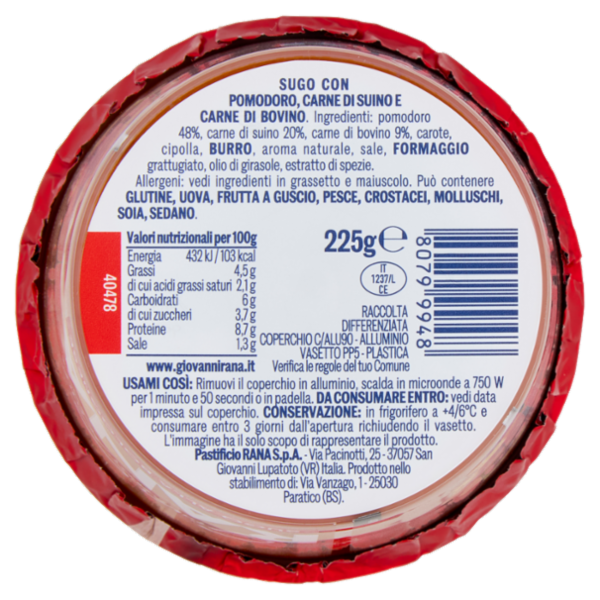 SUGO CON
POMODORO, CARNE DI SUINO E
CARNE DI BOVINO. Ingredienti: pomodoro
48%, carne di suino 20%, carne di bovino 9%, carote,
cipolla, BURRO, aroma naturale, sale, FORMAGGIO
grattugiato, olio di girasole, estratto di spezie.
Allergeni: vedi ingredienti in grassetto e maiuscolo. Può contenere
GLUTINE, UOVA, FRUTTA A GUSCIO, PESCE, CROSTACEI, MOLLUSCHI,
SOIA, SEDANO.
40478
Valori nutrizionali per 100g
Energia 432 kJ / 103 kcal
Grassi 4,5 g
di cui acidi grassi saturi 2,1 g
Carboidrati 6 g
di cui zuccheri 3,7 g
Proteine 8,7 g
Sale 1,3 g
www.giovannirana.it
225g e
IT
1237/L
CE
RACCOLTA
DIFFERENZIATA
COPERCHIO C/ALU90 - ALLUMINIO
VASETTO PP5 - PLASTICA
Verifica le regole del tuo Comune
8079 9948
USAMI COSÌ: Rimuovi il coperchio in alluminio, scalda in microonde a 750 W
per 1 minuto e 50 secondi o in padella. DA CONSUMARE ENTRO: vedi data
impressa sul coperchio. CONSERVAZIONE: in frigorifero a +4/6°C e
consumare entro 3 giorni dall'apertura richiudendo il vasetto.
L'immagine ha il solo scopo di rappresentare il prodotto.
Pastificio RANA S.p.A. - Via Pacinotti, 25 - 37057 San
Giovanni Lupatoto (VR) Italia. Prodotto nello
stabilimento di: Via Vanzago, 1 - 25030
Paratico (BS).